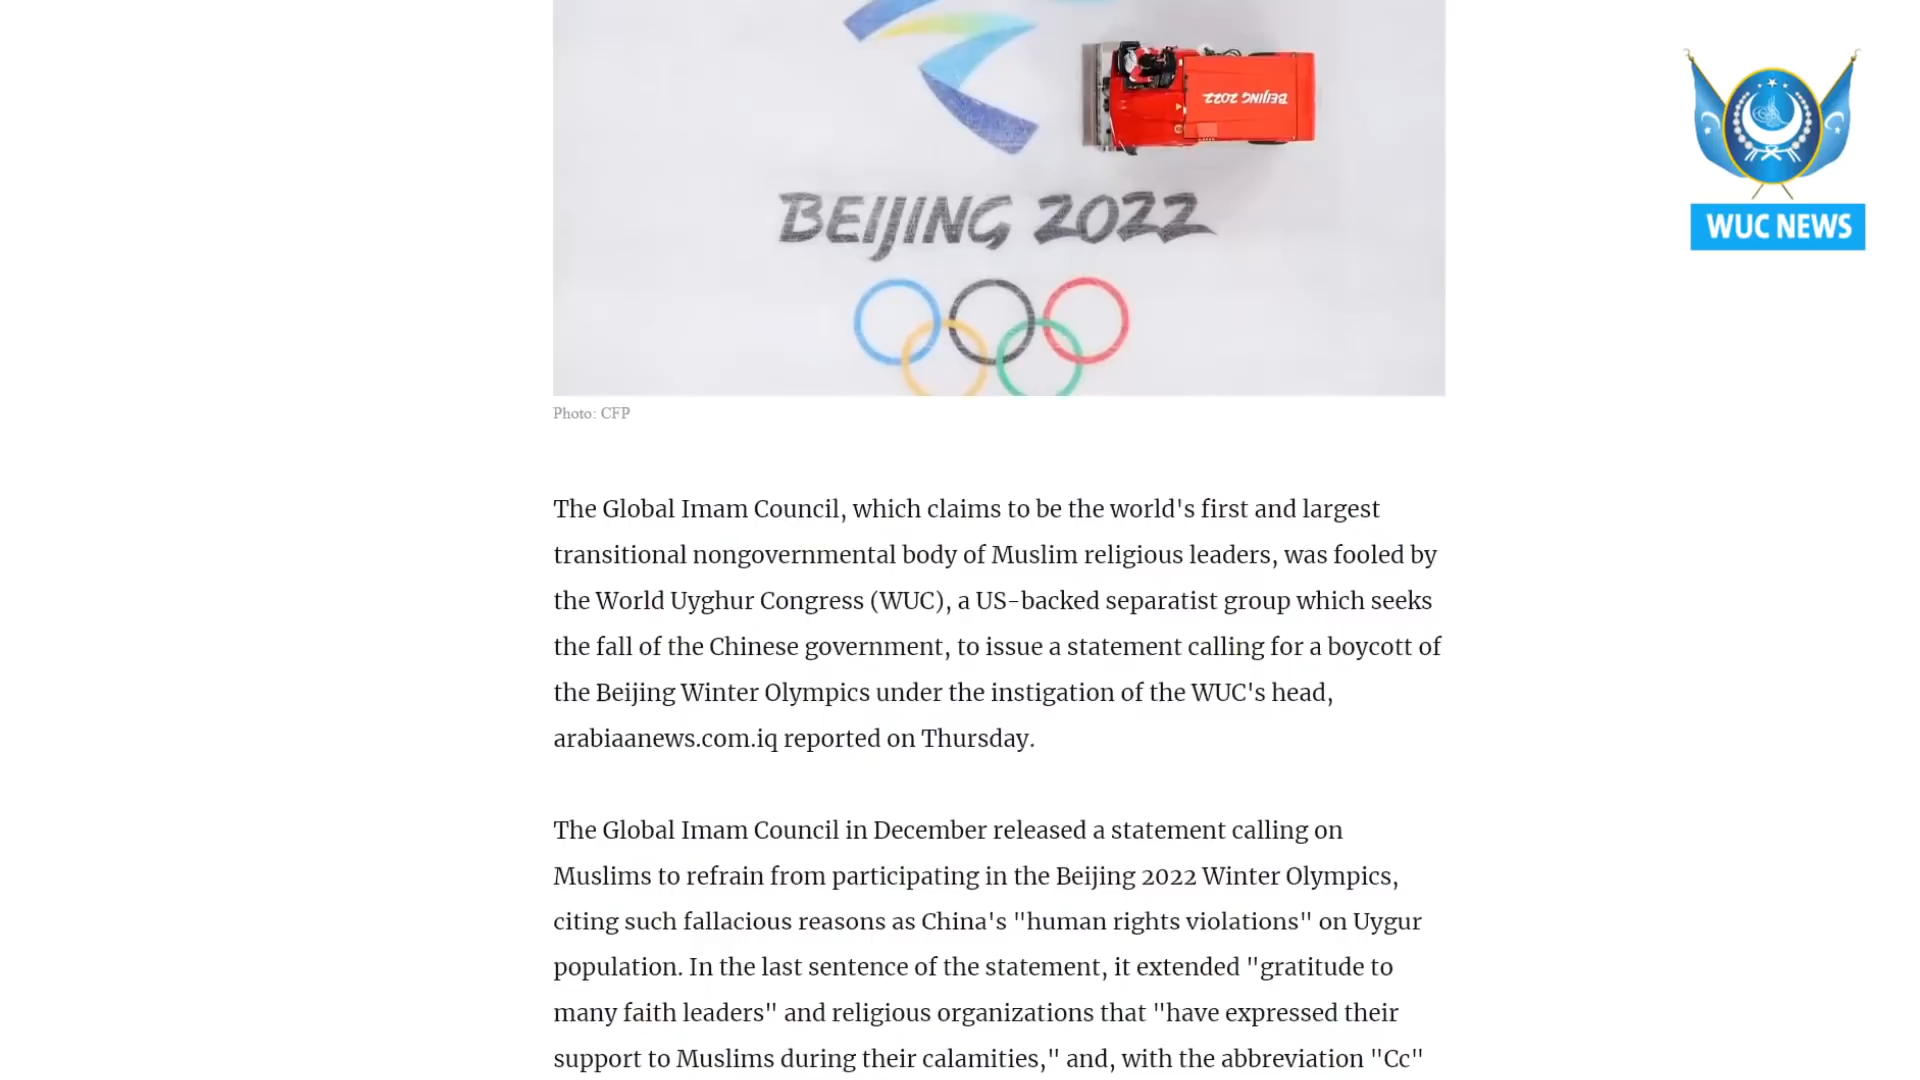 BEIJING 2022
BEIJING 2022
WUC NEWS
Photo: CFP
The Global Imam Council, which claims to be the world's first and largest
transitional nongovernmental body of Muslim religious leaders, was fooled by
the World Uyghur Congress (WUC), a US-backed separatist group which seeks
the fall of the Chinese government, to issue a statement calling for a boycott of
the Beijing Winter Olympics under the instigation of the WUC's head,
arabiaanews.com.iq reported on Thursday.
The Global Imam Council in December released a statement calling on
Muslims to refrain from participating in the Beijing 2022 Winter Olympics,
citing such fallacious reasons as China's "human rights violations" on Uygur
population. In the last sentence of the statement, it extended "gratitude to
many faith leaders" and religious organizations that "have expressed their
support to Muslims during their calamities," and, with the abbreviation "Cc"